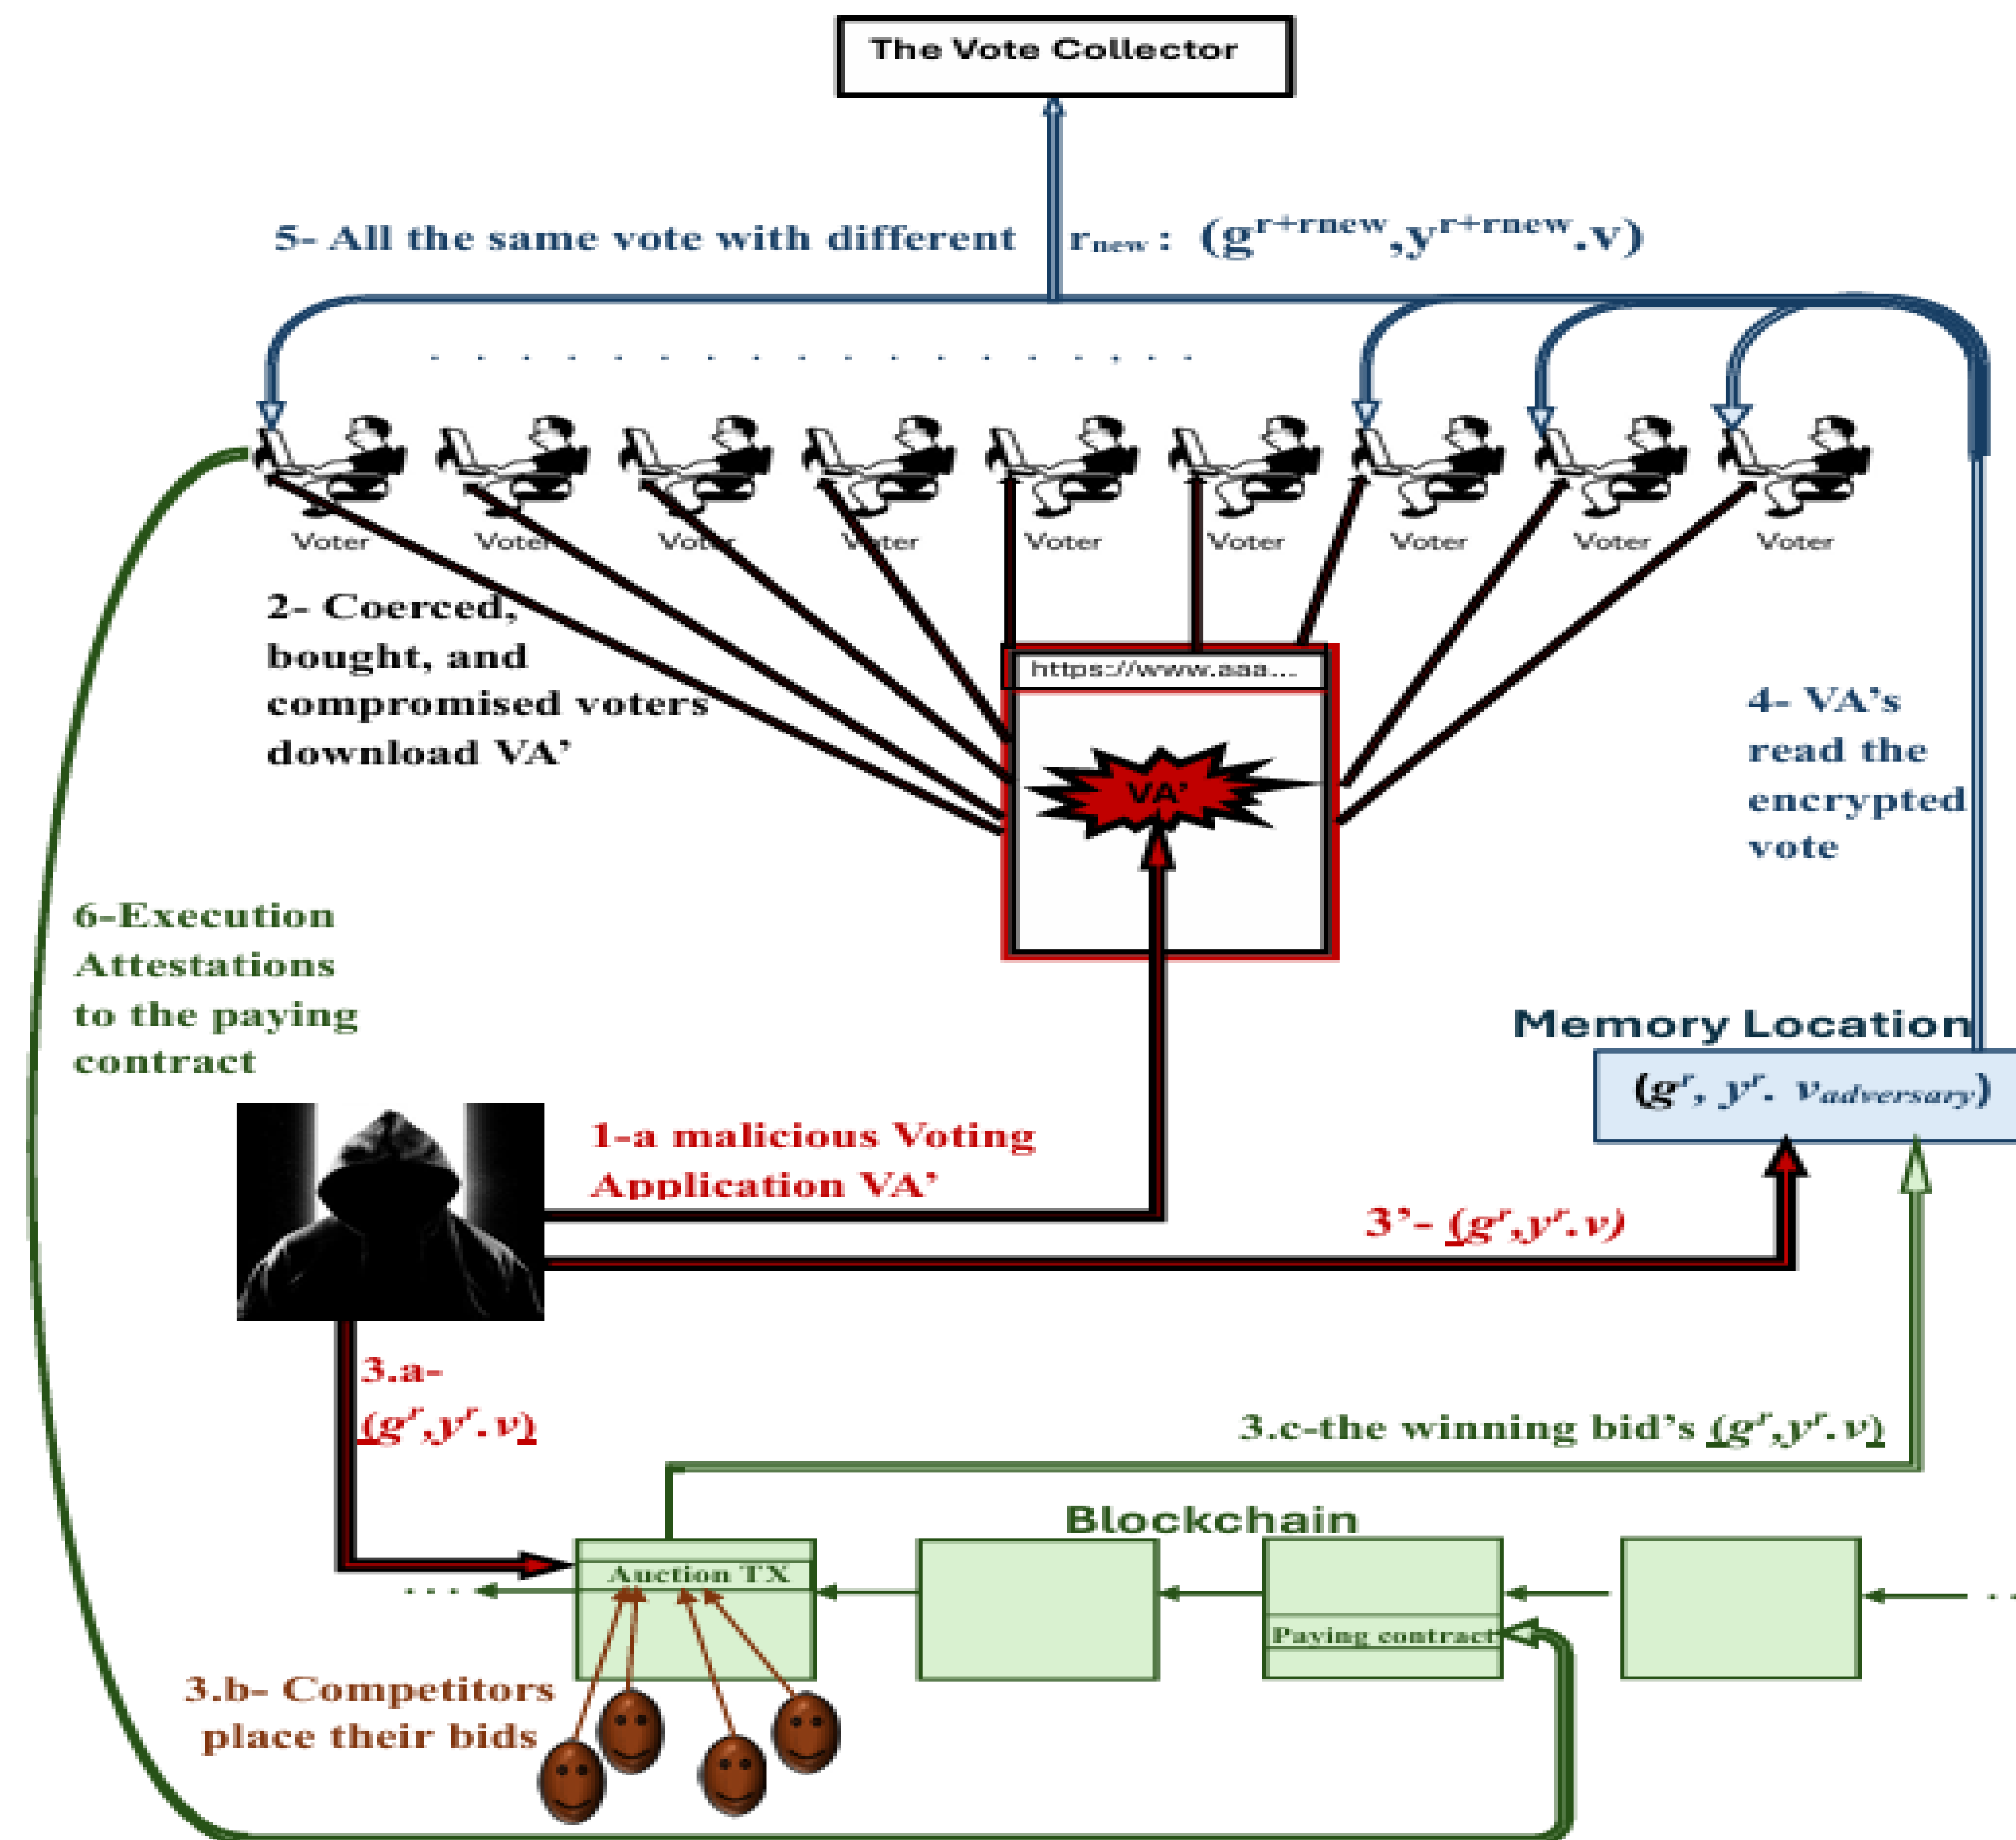 The Vote Collector
5- All the same vote with different r_new : (g^{r+rnew},y^{r+rnew}.v)
. . . . . . . . . . . . . . . . .
Voter Voter Voter Voter Voter Voter Voter Voter Voter
2- Coerced,
bought, and
compromised voters
download VA’
https://www.aaa...
VA’
4- VA’s
read the
encrypted
vote
6-Execution
Attestations
to the paying
contract
Memory Location
(g^r, y^r. v_adversary)
1-a malicious Voting
Application VA’
3’- (g^r,y^r.v)
3.a-
(g^r,y^r.v)
3.c-the winning bid’s (g^r,y^r.v)
Blockchain
Auction TX
Paying contract
3.b- Competitors
place their bids